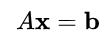 Ax = b